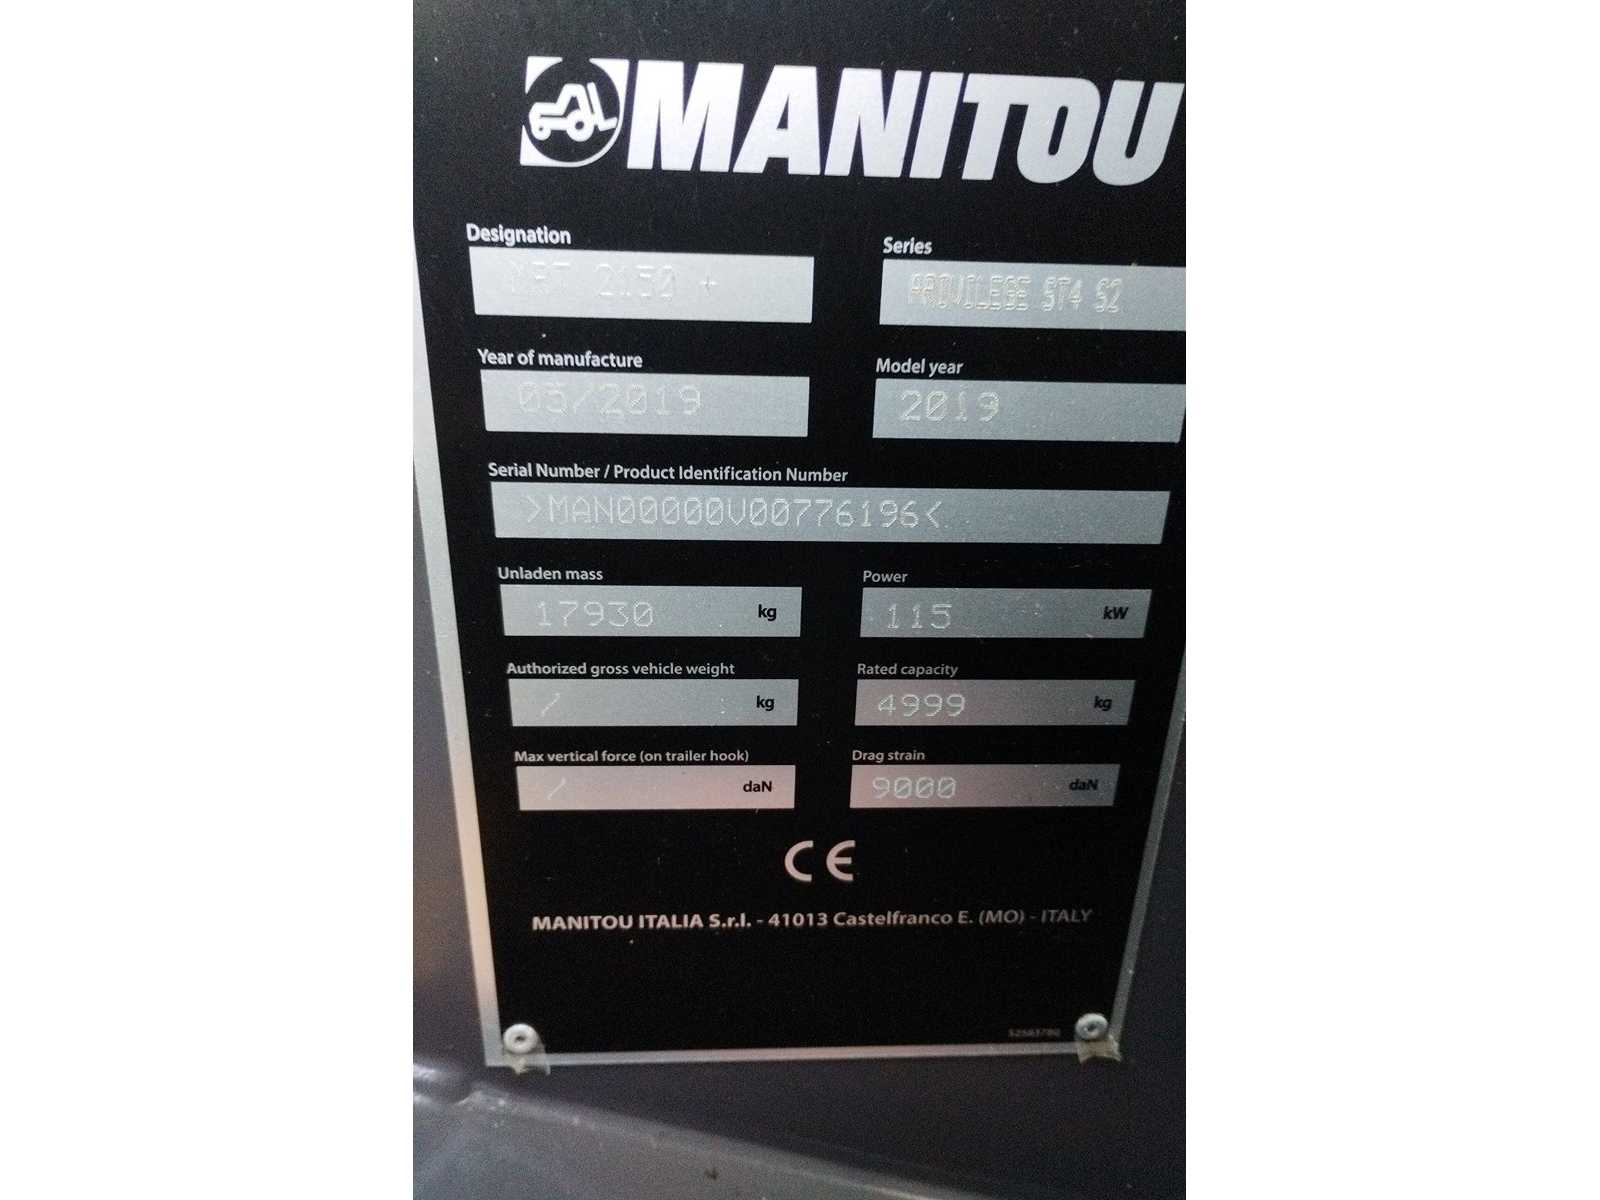 MANITOU
Designation
MRT 2150 +
Series
PRIVILEGE ST4 S2
Year of manufacture
05/2019
Model year
2019
Serial Number / Product Identification Number
>MAN00000V00776196<
Unladen mass
17930 kg
Power
115 kW
Authorized gross vehicle weight
/ kg
Rated capacity
4999 kg
Max vertical force (on trailer hook)
/ daN
Drag strain
9000 daN
CE
MANITOU ITALIA S.r.l. - 41013 Castelfranco E. (MO) - ITALY